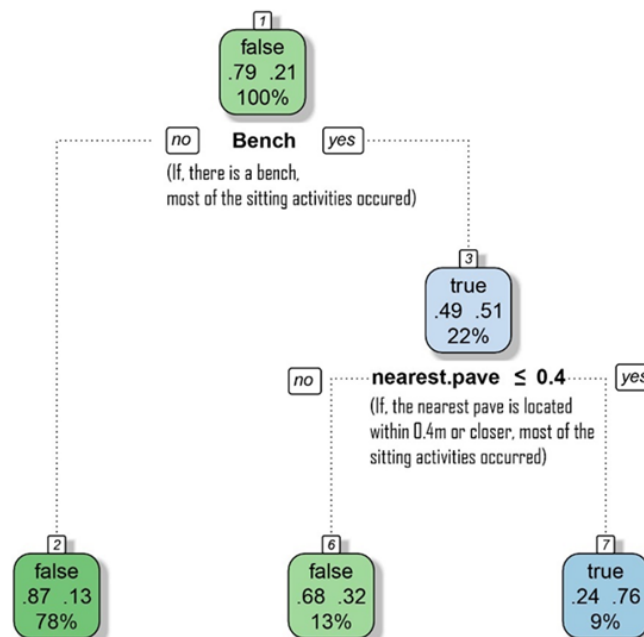 1
false
.79 .21
100%
no Bench yes
(If, there is a bench,
most of the sitting activities occured)
3
true
.49 .51
22%
no nearest.pave ≤ 0.4 yes
(If, the nearest pave is located
within 0.4m or closer, most of the
sitting activities occurred)
2
false
.87 .13
78%
6
false
.68 .32
13%
7
true
.24 .76
9%